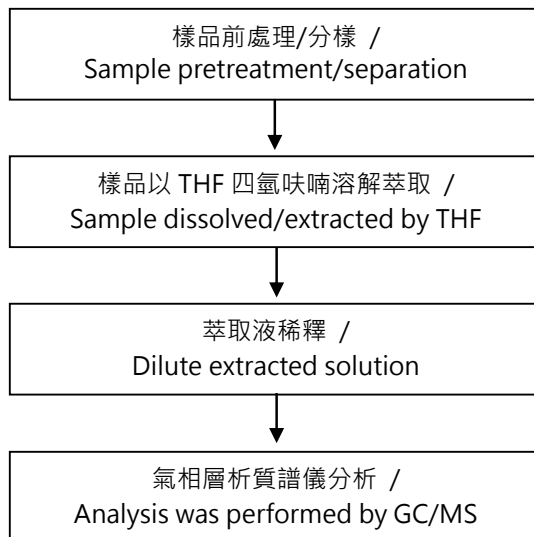 樣品前處理/分樣 /
Sample pretreatment/separation
樣品以 THF 四氫呋喃溶解萃取 /
Sample dissolved/extracted by THF
萃取液稀釋 /
Dilute extracted solution
氣相層析質譜儀分析 /
Analysis was performed by GC/MS